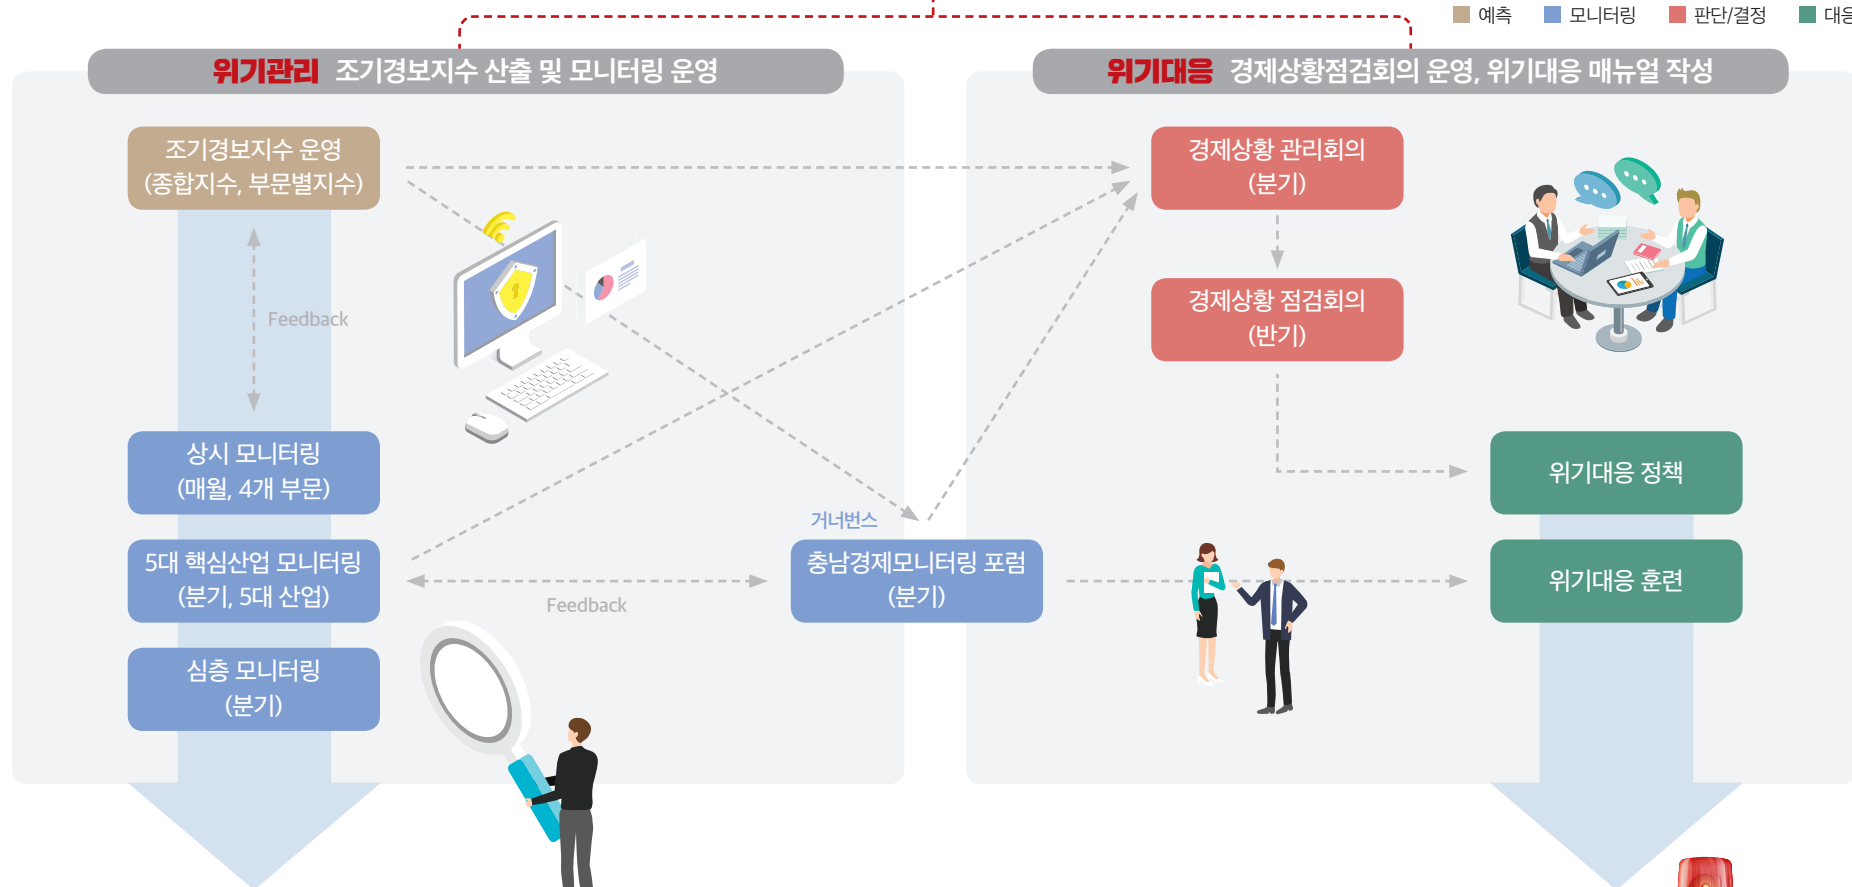 예측 모니터링 판단/결정 대응
위기관리 조기경보지수 산출 및 모니터링 운영
위기대응 경제상황점검회의 운영, 위기대응 매뉴얼 작성
조기경보지수 운영
(종합지수, 부문별지수)
Feedback
상시 모니터링
(매월, 4개 부문)
5대 핵심산업 모니터링
(분기, 5대 산업)
심층 모니터링
(분기)
Feedback
거너번스
충남경제모니터링 포럼
(분기)
경제상황 관리회의
(분기)
경제상황 점검회의
(반기)
위기대응 정책
위기대응 훈련